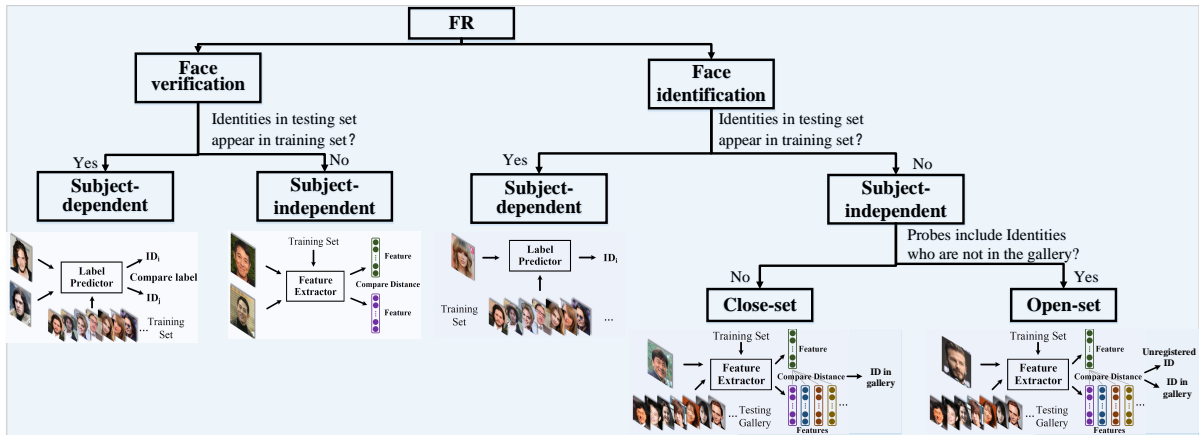 FR
Face
verification
Face
identification
Identities in testing set
appear in training set?
Identities in testing set
appear in training set?
Yes
No
Yes
No
Subject-
dependent
Subject-
independent
Subject-
dependent
Subject-
independent
Label
Predictor
ID_i
Compare label
ID_j
... Training
Set
Training Set
Feature
Extractor
Feature
Compare Distance
Feature
Label
Predictor
ID_i
Training
Set
...
Probes include Identities
who are not in the gallery?
No
Yes
Close-set
Open-set
Training Set
Feature
Extractor
Feature
Compare Distance
ID in
gallery
... Testing
Gallery
...
Features
Training Set
Feature
Extractor
Feature
Compare Distance
Unregistered
ID
ID in
gallery
... Testing
Gallery
...
Features